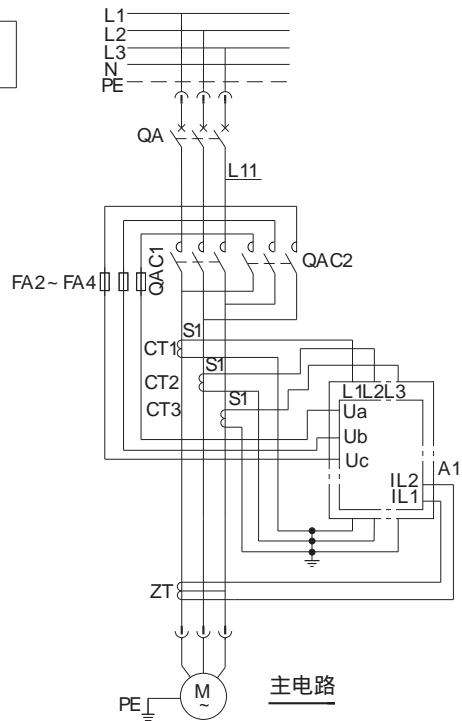 L1
L2
L3
N
PE
QA
L11
QAC1
QAC2
FA2~FA4
S1
CT1
S1
CT2
S1
CT3
L1L2L3
Ua
Ub
Uc
A1
IL2
IL1
ZT
M
~
PE
主电路